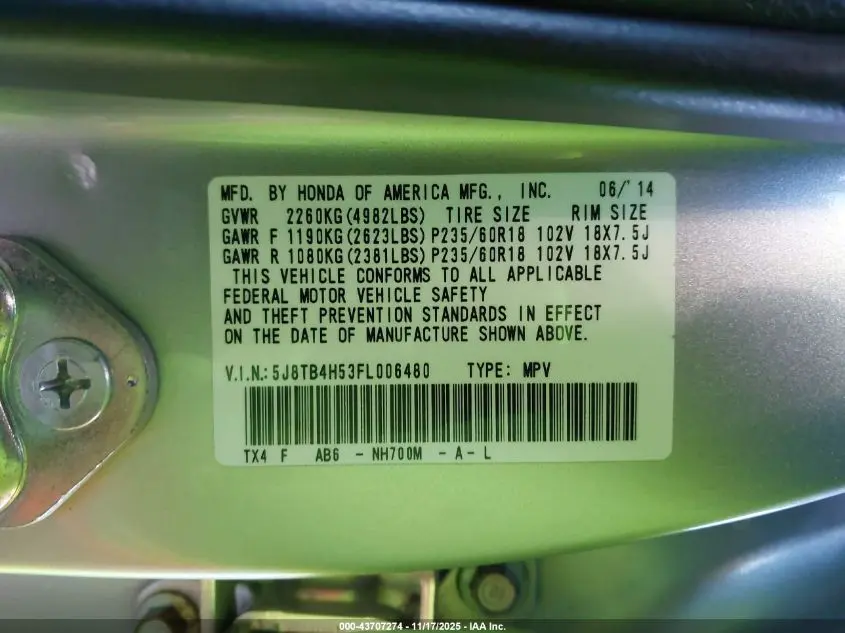 MFD. BY HONDA OF AMERICA MFG., INC. 06/'14
GVWR 2260KG(4982LBS) TIRE SIZE RIM SIZE
GAWR F 1190KG(2623LBS) P235/60R18 102V 18X7.5J
GAWR R 1080KG(2381LBS) P235/60R18 102V 18X7.5J
THIS VEHICLE CONFORMS TO ALL APPLICABLE
FEDERAL MOTOR VEHICLE SAFETY
AND THEFT PREVENTION STANDARDS IN EFFECT
ON THE DATE OF MANUFACTURE SHOWN ABOVE.
V.I.N.: 5J8TB4H53FL006480 TYPE: MPV
TX4 F AB6 - NH700M - A - L
000-43707274 - 11/17/2025 - IAA Inc.